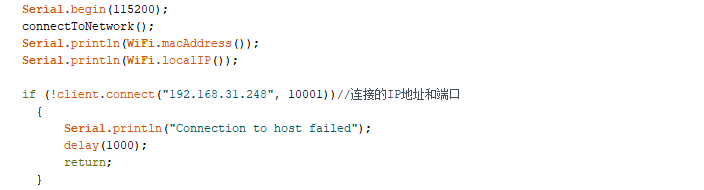 Serial.begin(115200);
connectToNetwork();
Serial.println(WiFi.macAddress());
Serial.println(WiFi.localIP());
if (!client.connect("192.168.31.248", 10001))//连接的IP地址和端口
{
Serial.println("Connection to host failed");
delay(1000);
return;
}